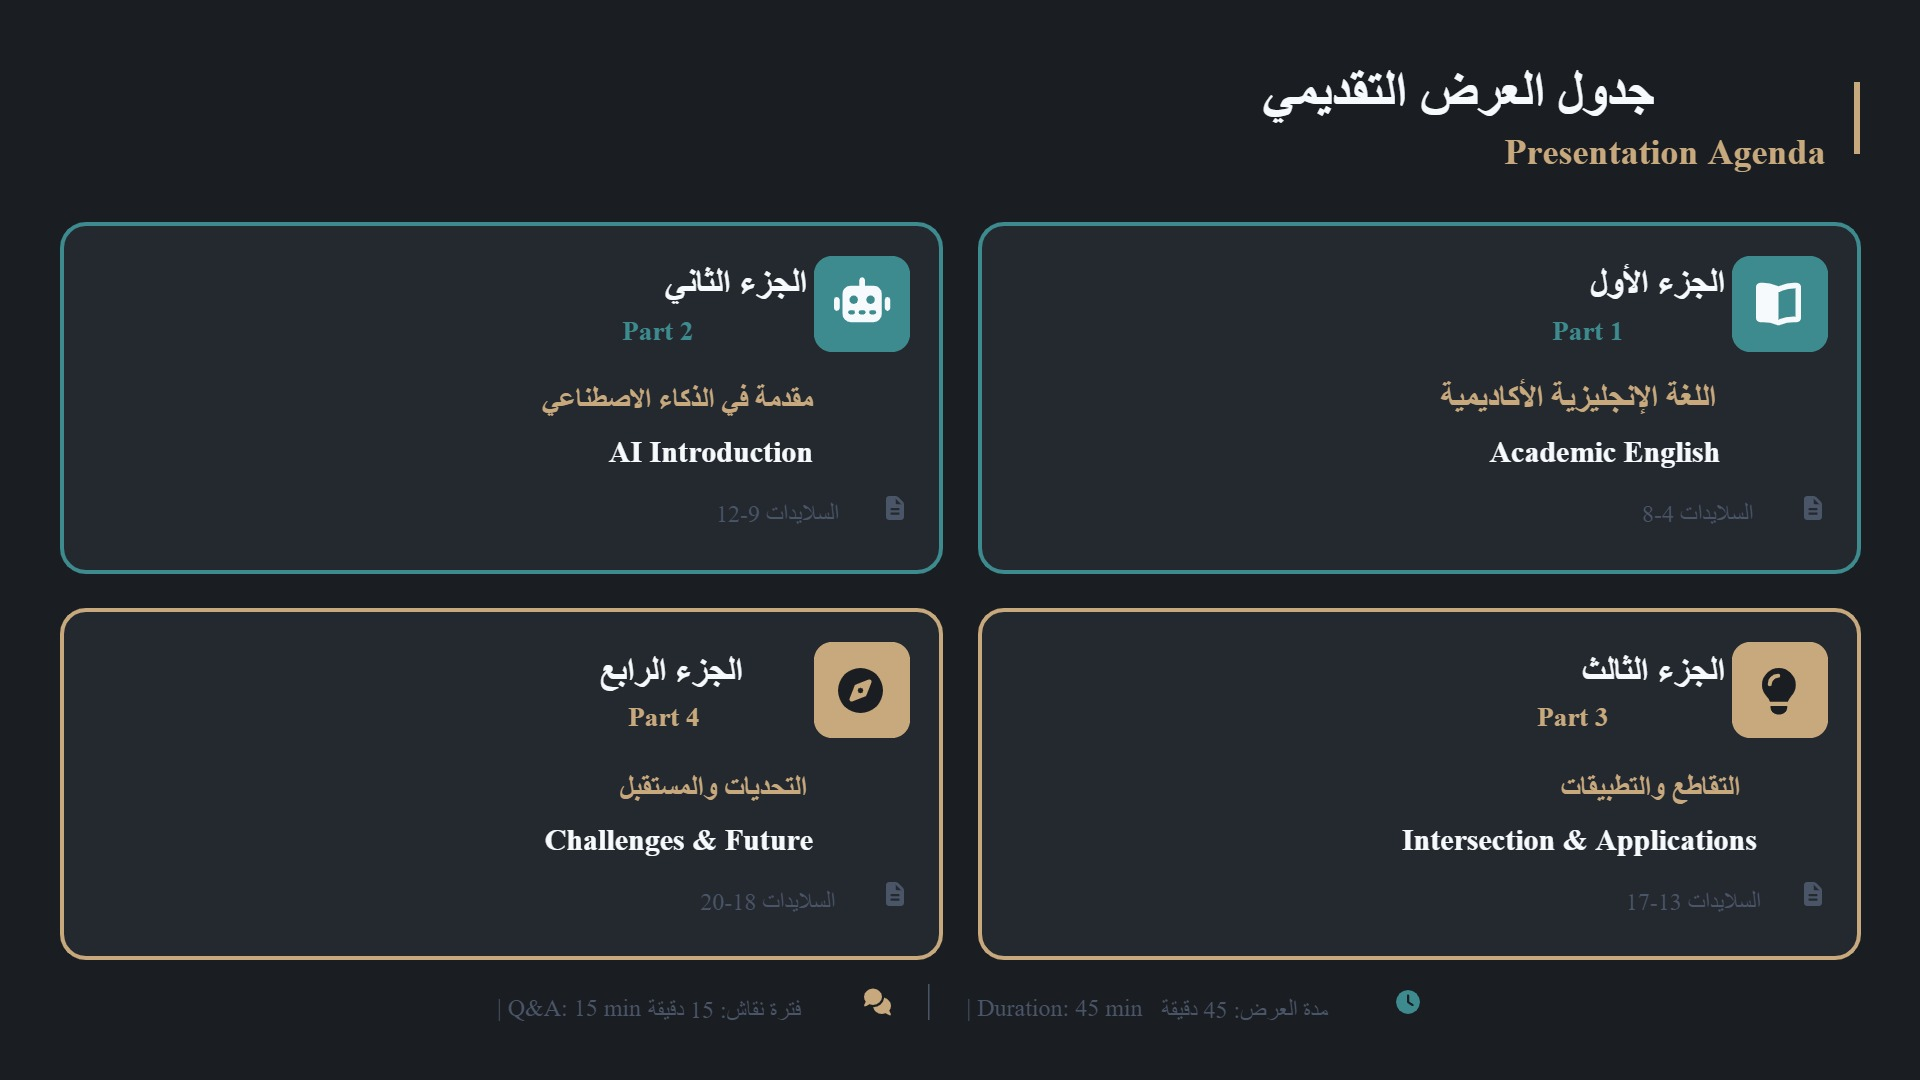 جدول العرض التقديمي
Presentation Agenda
الجزء الأول
Part 1
اللغة الإنجليزية الأكاديمية
Academic English
السلايدات 4-8
الجزء الثاني
Part 2
مقدمة في الذكاء الاصطناعي
AI Introduction
السلايدات 9-12
الجزء الثالث
Part 3
التقاطع والتطبيقات
Intersection & Applications
السلايدات 13-17
الجزء الرابع
Part 4
التحديات والمستقبل
Challenges & Future
السلايدات 18-20
مدة العرض: 45 دقيقة | Duration: 45 min
فترة نقاش: 15 دقيقة | Q&A: 15 min